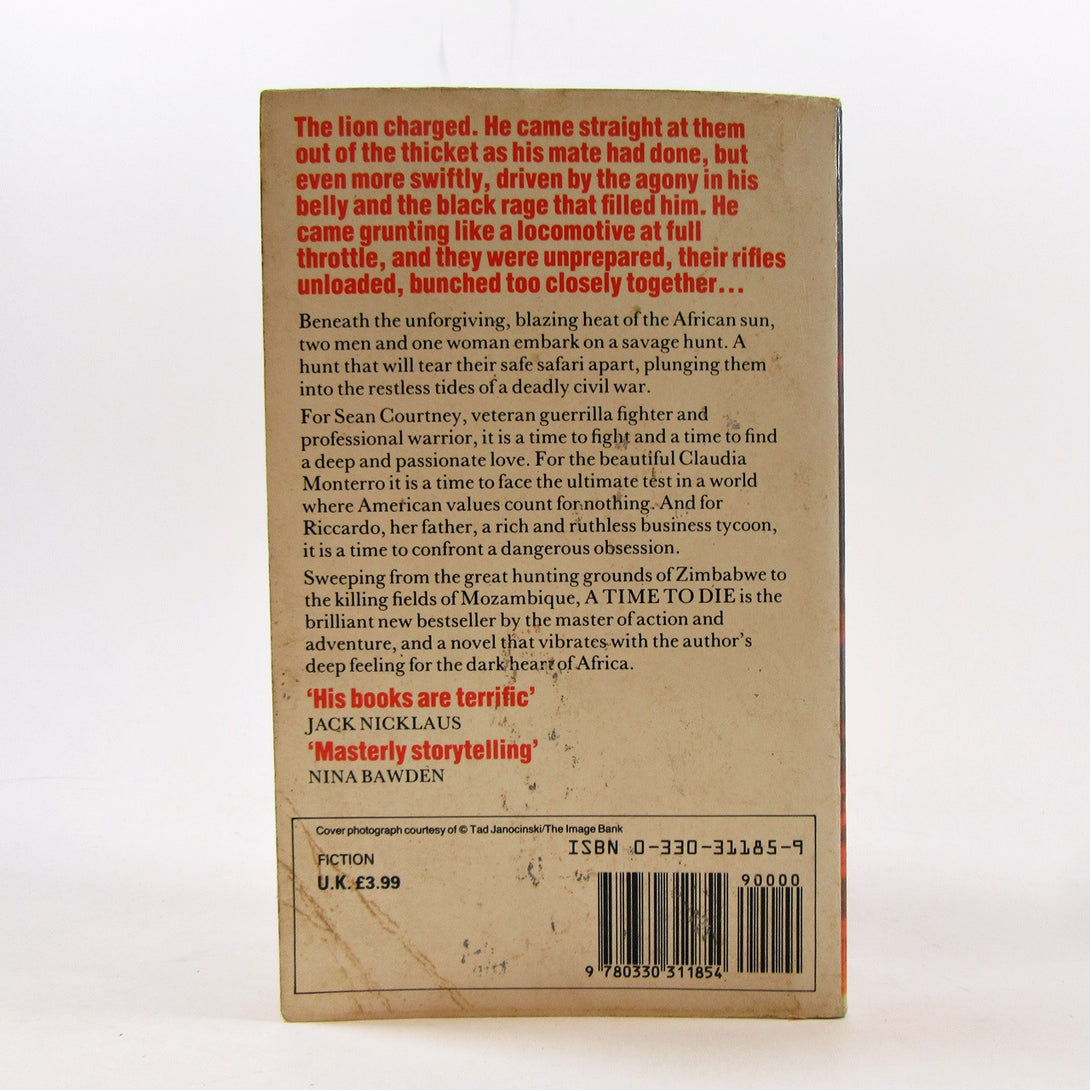 The lion charged. He came straight at them
out of the thicket as his mate had done, but
even more swiftly, driven by the agony in his
belly and the black rage that filled him. He
came grunting like a locomotive at full
throttle, and they were unprepared, their rifles
unloaded, bunched too closely together...
Beneath the unforgiving, blazing heat of the African sun,
two men and one woman embark on a savage hunt. A
hunt that will tear their safe safari apart, plunging them
into the restless tides of a deadly civil war.
For Sean Courtney, veteran guerrilla fighter and
professional warrior, it is a time to fight and a time to find
a deep and passionate love. For the beautiful Claudia
Monterro it is a time to face the ultimate test in a world
where American values count for nothing. And for
Riccardo, her father, a rich and ruthless business tycoon,
it is a time to confront a dangerous obsession.
Sweeping from the great hunting grounds of Zimbabwe to
the killing fields of Mozambique, A TIME TO DIE is the
brilliant new bestseller by the master of action and
adventure, and a novel that vibrates with the author's
deep feeling for the dark heart of Africa.
'His books are terrific'
JACK NICKLAUS
'Masterly storytelling'
NINA BAWDEN
Cover photograph courtesy of © Tad Janocinski/The Image Bank
ISBN 0-330-31185-9
FICTION
U.K. £3.99
90000
9 780330 311854